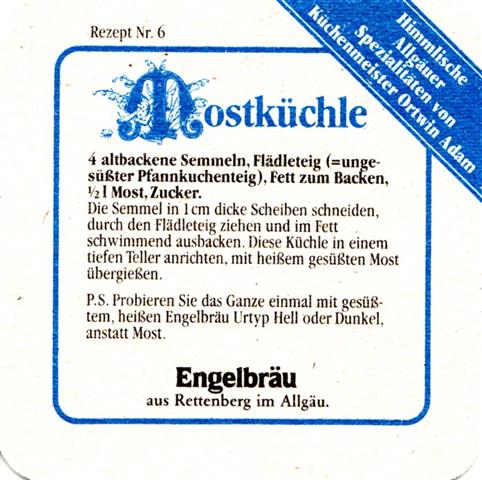 Rezept Nr. 6
Himmlische
Allgäuer
Spezialitäten von
Küchenmeister Ortwin Adam
Mostküchle
4 altbackene Semmeln, Flädleteig (=unge-
süßter Pfannkuchenteig), Fett zum Backen,
½ l Most, Zucker.
Die Semmel in 1 cm dicke Scheiben schneiden,
durch den Flädleteig ziehen und im Fett
schwimmend ausbacken. Diese Küchle in einem
tiefen Teller anrichten, mit heißem gesüßten Most
übergießen.
P.S. Probieren Sie das Ganze einmal mit gesüß-
tem, heißen Engelbräu Urtyp Hell oder Dunkel,
anstatt Most.
Engelbräu
aus Rettenberg im Allgäu.